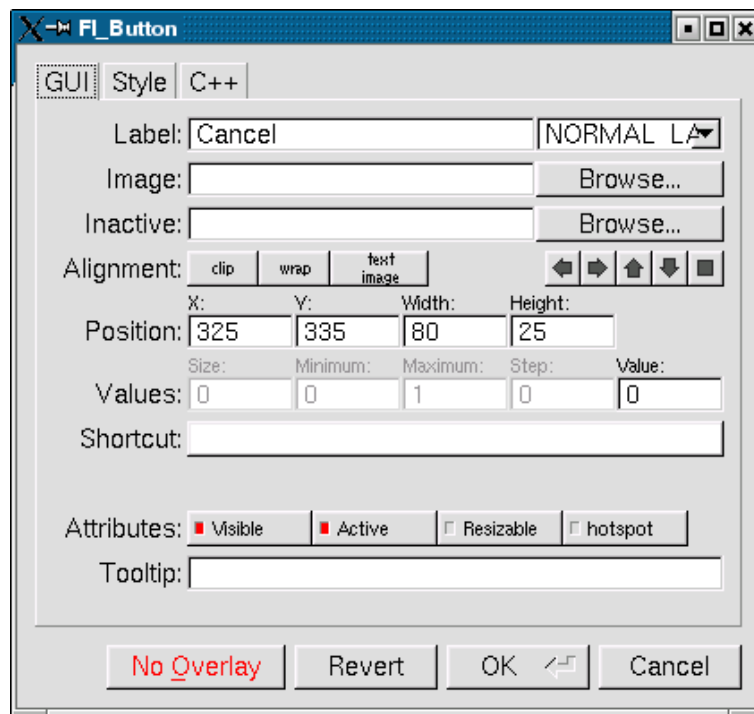 Fl_Button
GUI Style C++
Label: Cancel NORMAL LA
Image: Browse...
Inactive: Browse...
Alignment: clip wrap text image
X: Y: Width: Height:
Position: 325 335 80 25
Size: Minimum: Maximum: Step: Value:
Values: 0 0 1 0 0
Shortcut:
Attributes: Visible Active Resizable hotspot
Tooltip:
No Overlay Revert OK Cancel